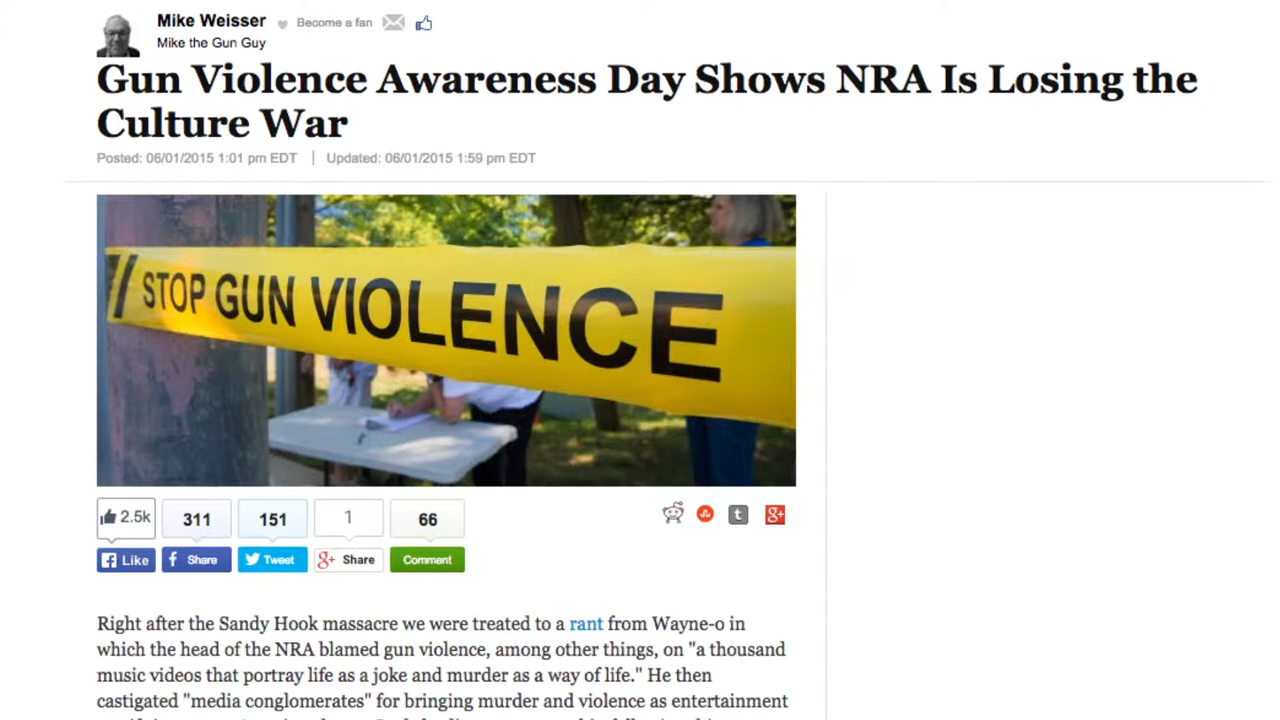 Mike Weisser Become a fan
Mike the Gun Guy
Gun Violence Awareness Day Shows NRA Is Losing the
Culture War
Posted: 06/01/2015 1:01 pm EDT | Updated: 06/01/2015 1:59 pm EDT
// STOP GUN VIOLENCE
2.5k 311 151 1 66
Like Share Tweet Share Comment
Right after the Sandy Hook massacre we were treated to a rant from Wayne-o in
which the head of the NRA blamed gun violence, among other things, on "a thousand
music videos that portray life as a joke and murder as a way of life." He then
castigated "media conglomerates" for bringing murder and violence as entertainment